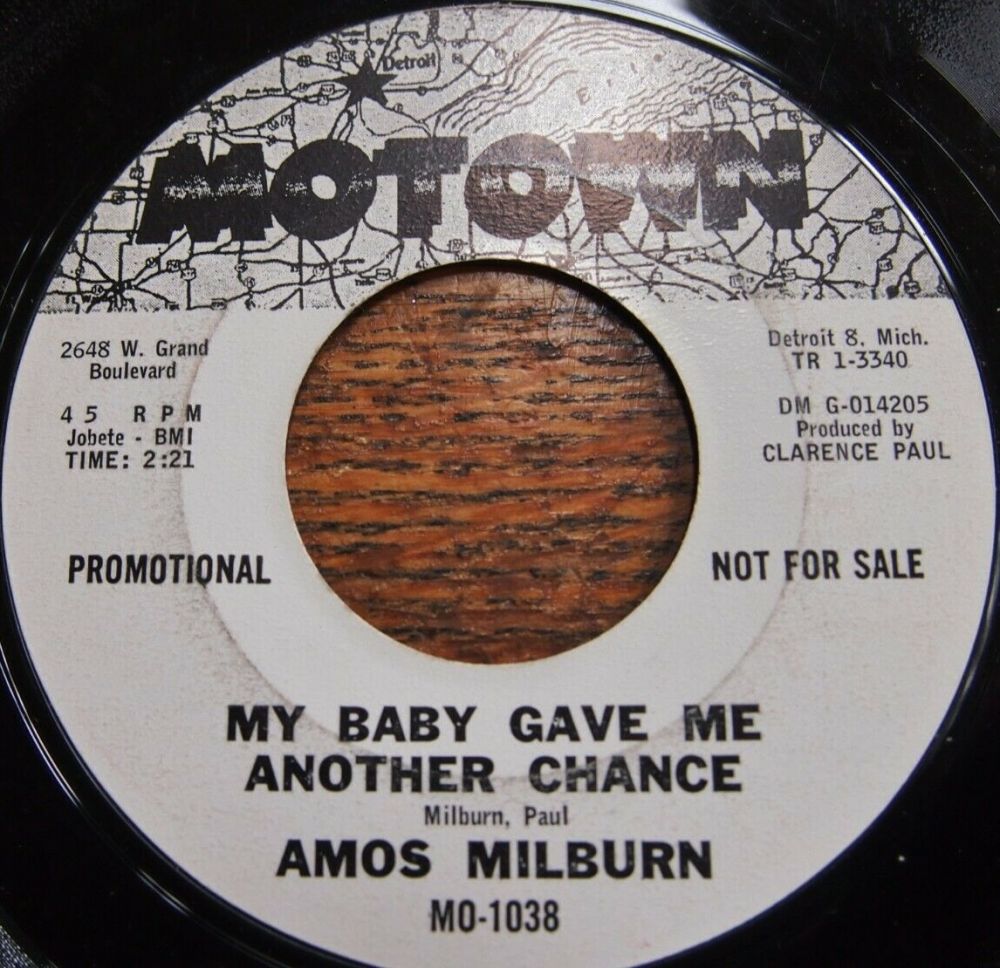 Detroit
MOTOWN
2648 W. Grand
Boulevard
45 RPM
Jobete - BMI
TIME: 2:21
Detroit 8, Mich.
TR 1-3340
DM G-014205
Produced by
CLARENCE PAUL
PROMOTIONAL
NOT FOR SALE
MY BABY GAVE ME
ANOTHER CHANCE
Milburn, Paul
AMOS MILBURN
MO-1038